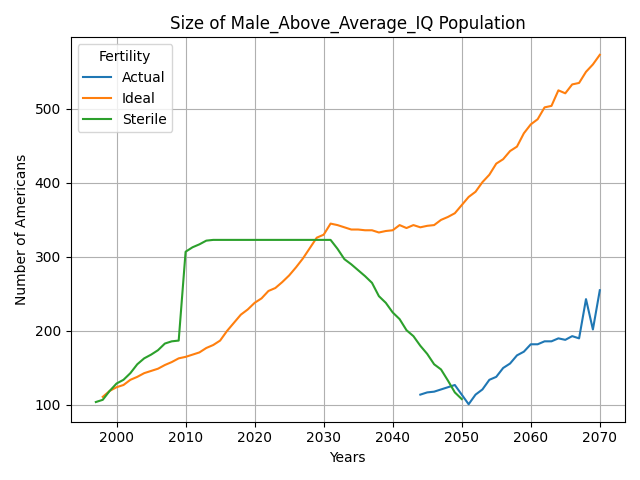 Size of Male_Above_Average_IQ Population
Fertility
Actual
Ideal
Sterile
Number of Americans
500
400
300
200
100
2000 2010 2020 2030 2040 2050 2060 2070
Years